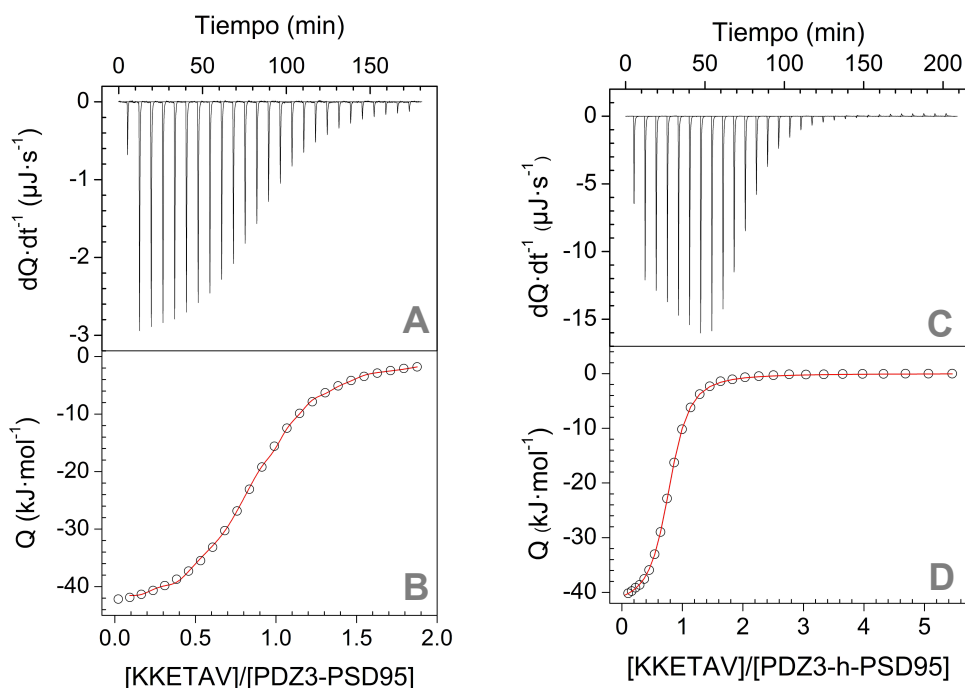 Tiempo (min)
0 50 100 150
0
-1
-2
-3
dQ·dt-1 (µJ·s-1)
A
0
-10
-20
-30
-40
Q (kJ·mol-1)
B
0.0 0.5 1.0 1.5 2.0
[KKETAV]/[PDZ3-PSD95]
Tiempo (min)
0 50 100 150 200
0
-5
-10
-15
dQ·dt-1 (µJ·s-1)
C
0
-10
-20
-30
-40
Q (kJ·mol-1)
D
0 1 2 3 4 5
[KKETAV]/[PDZ3-h-PSD95]